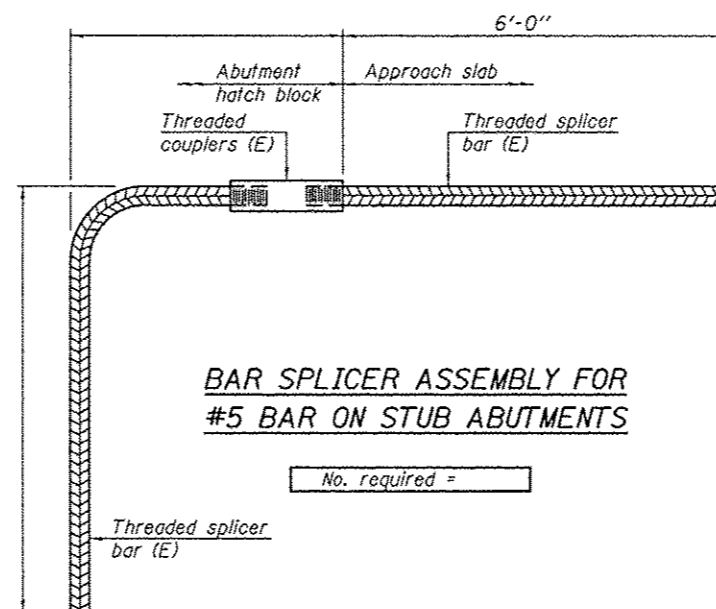 6'-0"
Abutment
hatch block
Approach slab
Threaded
couplers (E)
Threaded splicer
bar (E)
BAR SPLICER ASSEMBLY FOR
#5 BAR ON STUB ABUTMENTS
No. required =
Threaded splicer
bar (E)